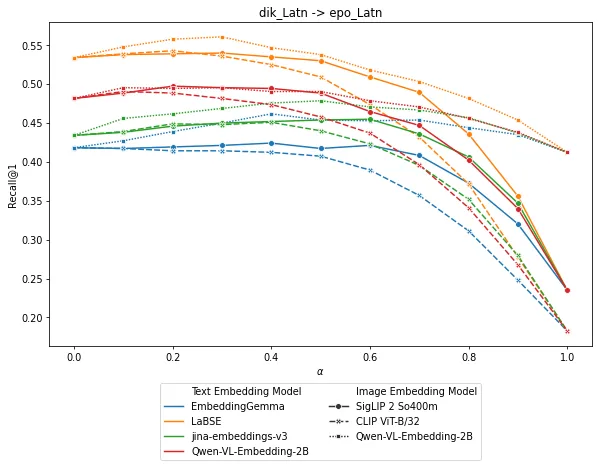 dik_Latn -> epo_Latn
Recall@1
0.55
0.50
0.45
0.40
0.35
0.30
0.25
0.20
0.0 0.2 0.4 0.6 0.8 1.0
α
Text Embedding Model Image Embedding Model
EmbeddingGemma SigLIP 2 So400m
LaBSE CLIP ViT-B/32
jina-embeddings-v3 Qwen-VL-Embedding-2B
Qwen-VL-Embedding-2B